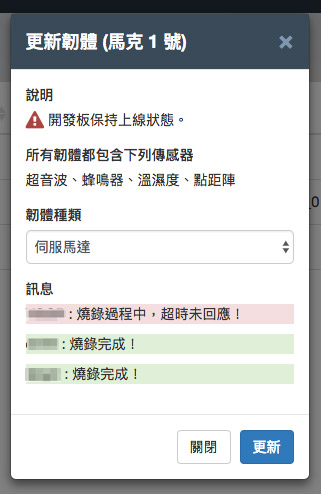 更新韌體 (馬克 1 號) ×
說明
開發板保持上線狀態。
所有韌體都包含下列傳感器
超音波、蜂鳴器、溫濕度、點距陣
韌體種類
伺服馬達
訊息
: 燒錄過程中，超時未回應！
: 燒錄完成！
: 燒錄完成！
關閉 更新